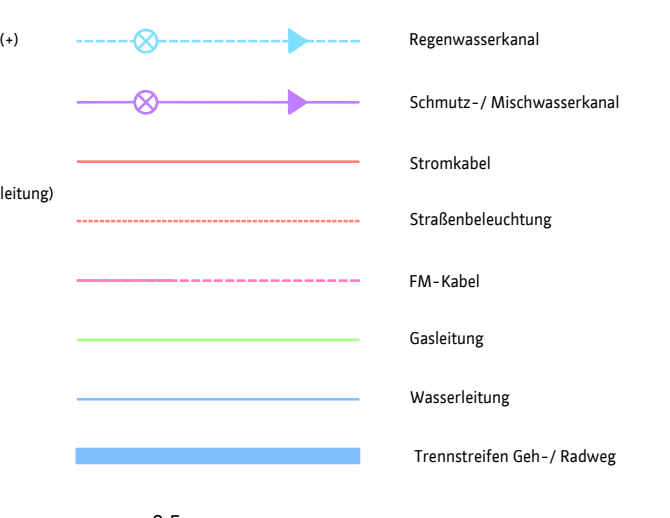 (+)
Regenwasserkanal
Schmutz-/ Mischwasserkanal
Stromkabel
leitung)
Straßenbeleuchtung
FM-Kabel
Gasleitung
Wasserleitung
Trennstreifen Geh-/ Radweg